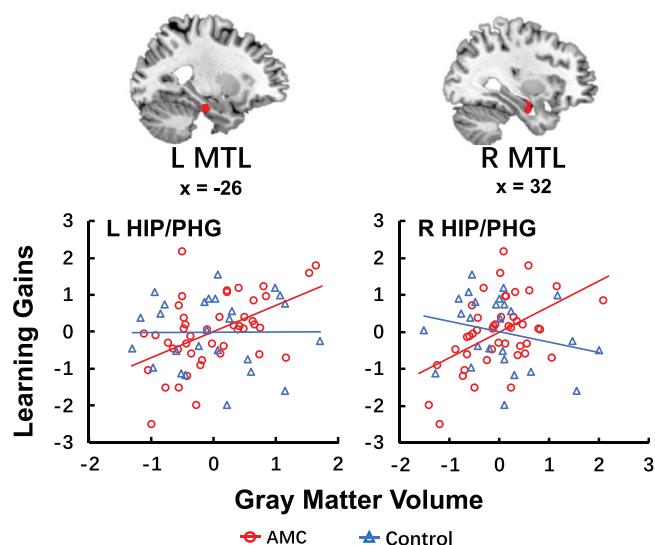 L MTL
x = -26
R MTL
x = 32
Learning Gains
L HIP/PHG
3
2
1
0
-1
-2
-3
-2
-1
0
1
2
R HIP/PHG
3
2
1
0
-1
-2
-3
-2
-1
0
1
2
3
Gray Matter Volume
AMC
Control